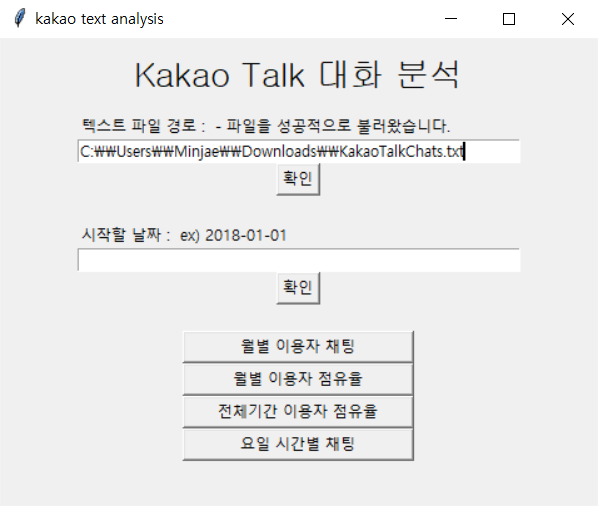 kakao text analysis
Kakao Talk 대화 분석
텍스트 파일 경로 :  - 파일을 성공적으로 불러왔습니다.
C:₩₩Users₩₩Minjae₩₩Downloads₩₩KakaoTalkChats.txt
확인
시작할 날짜 :  ex) 2018-01-01
확인
월별 이용자 채팅
월별 이용자 점유율
전체기간 이용자 점유율
요일 시간별 채팅